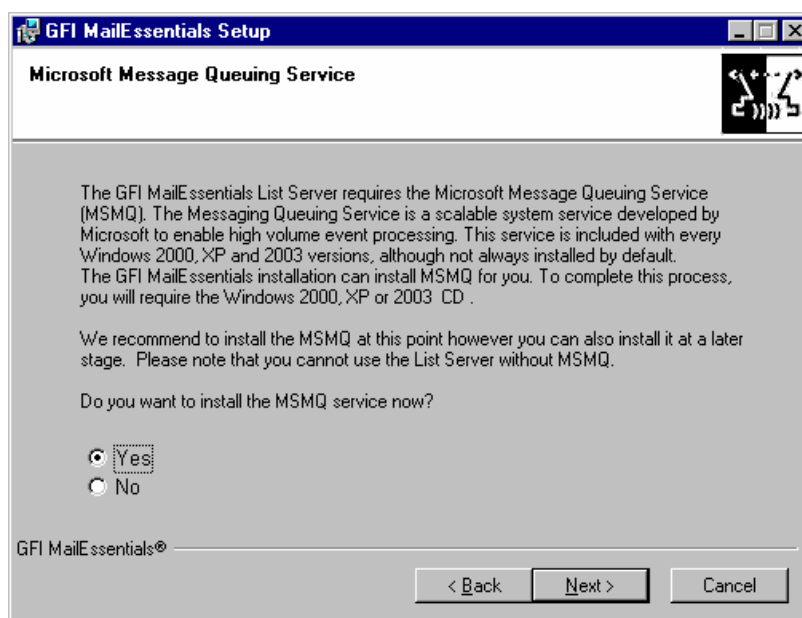 GFI MailEssentials Setup
Microsoft Message Queuing Service
The GFI MailEssentials List Server requires the Microsoft Message Queuing Service
(MSMQ). The Messaging Queuing Service is a scalable system service developed by
Microsoft to enable high volume event processing. This service is included with every
Windows 2000, XP and 2003 versions, although not always installed by default.
The GFI MailEssentials installation can install MSMQ for you. To complete this process,
you will require the Windows 2000, XP or 2003 CD .
We recommend to install the MSMQ at this point however you can also install it at a later
stage. Please note that you cannot use the List Server without MSMQ.
Do you want to install the MSMQ service now?
Yes
No
GFI MailEssentials®
< Back Next > Cancel